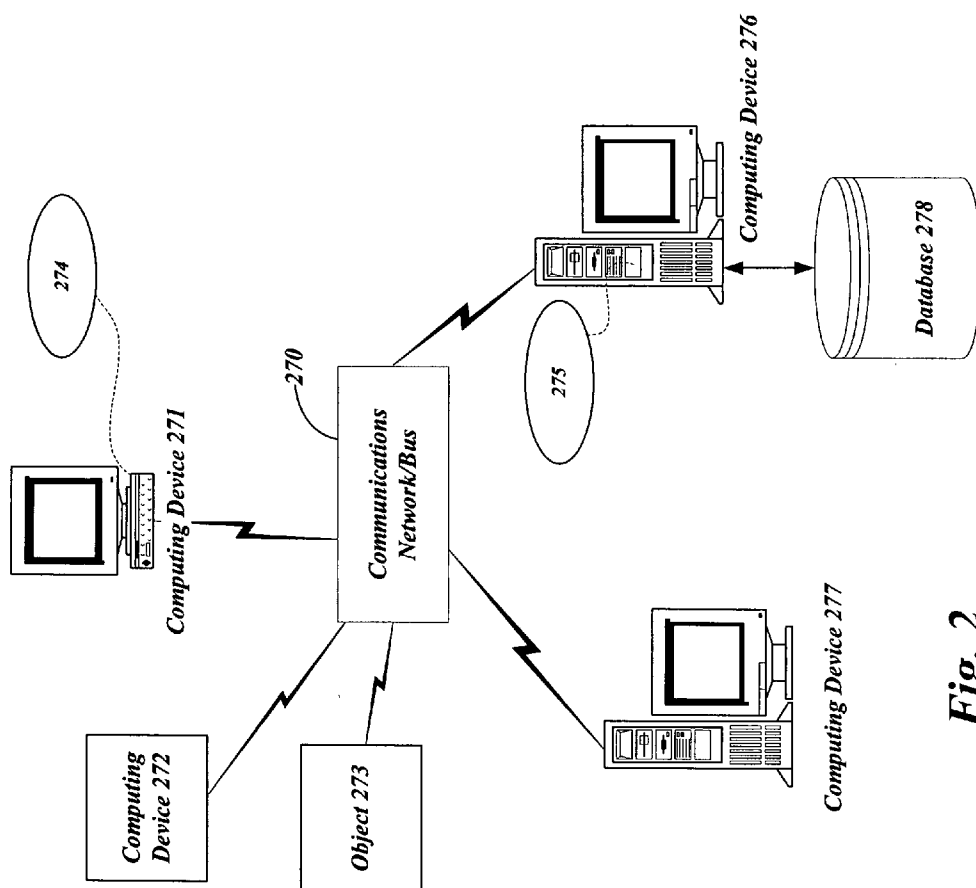 Computing
Device 272
Object 273
Computing Device 271
274
270
Communications
Network/Bus
275
Computing Device 276
Database 278
Computing Device 277
Fig. 2